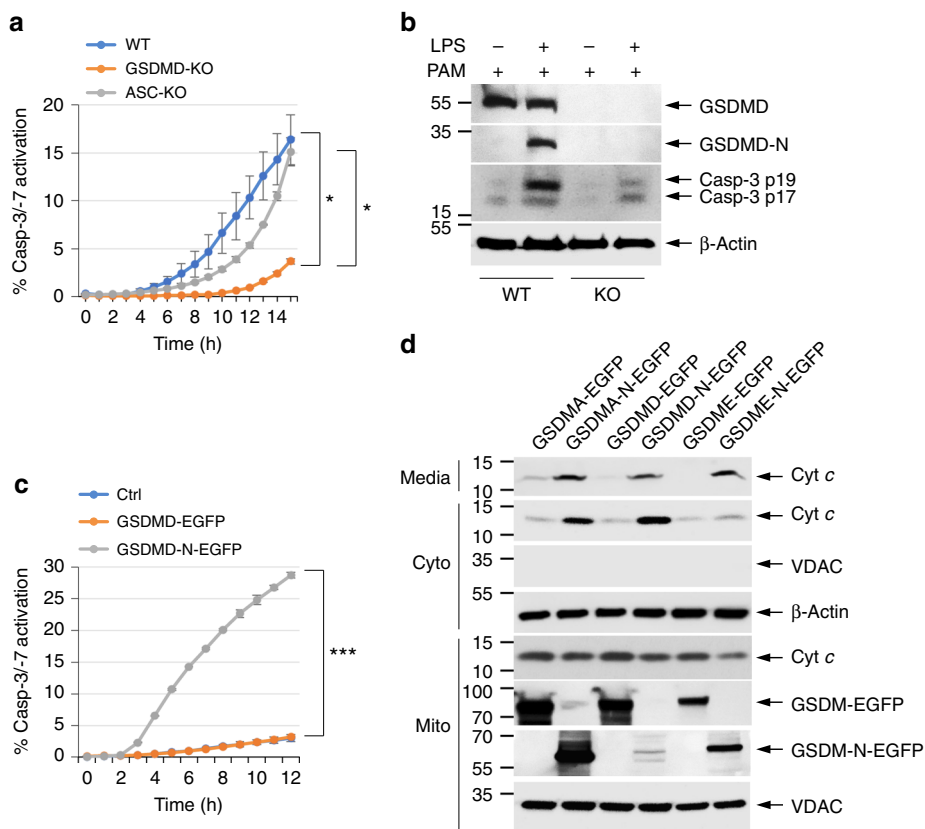 a
WT
GSDMD-KO
ASC-KO
% Casp-3/-7 activation
20
15
10
5
0
0 2 4 6 8 10 12 14
Time (h)
*
*
b
LPS – + – +
PAM + + + +
55
GSDMD
35
GSDMD-N
Casp-3 p19
Casp-3 p17
15
55
β-Actin
WT KO
c
Ctrl
GSDMD-EGFP
GSDMD-N-EGFP
% Casp-3/-7 activation
30
25
20
15
10
5
0
0 2 4 6 8 10 12
Time (h)
***
d
GSDMA-EGFP
GSDMA-N-EGFP
GSDMD-EGFP
GSDMD-N-EGFP
GSDME-EGFP
GSDME-N-EGFP
Media
15
10
Cyt c
Cyto
15
10
Cyt c
35
VDAC
55
β-Actin
Mito
15
10
Cyt c
100
70
GSDM-EGFP
70
55
GSDM-N-EGFP
35
VDAC